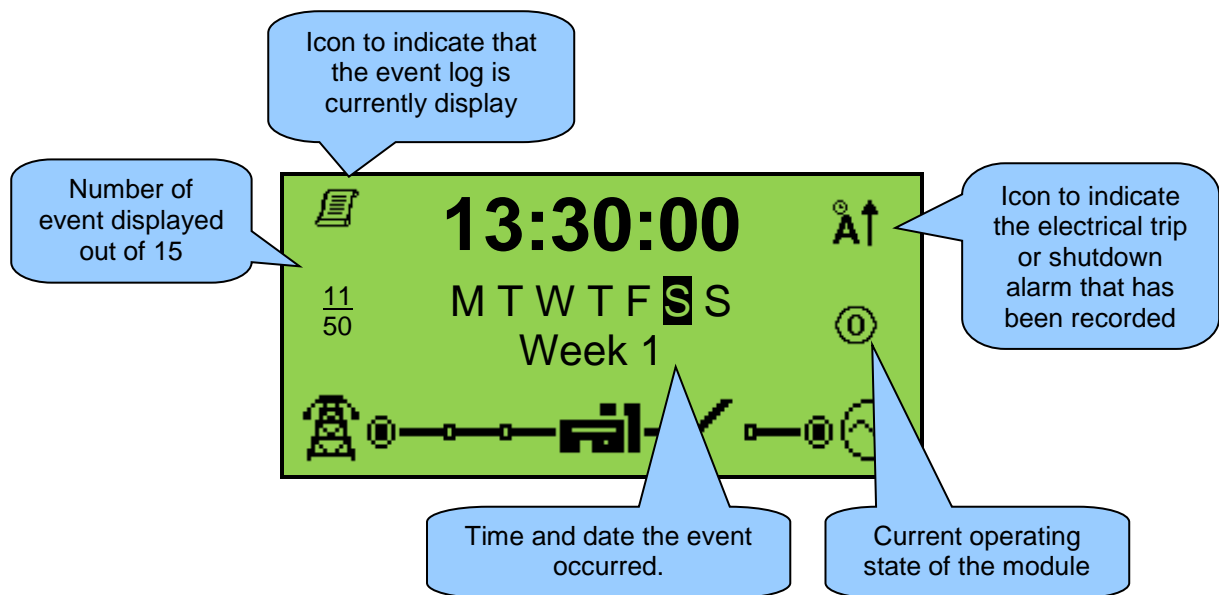 Icon to indicate that
the event log is
currently display
Number of
event displayed
out of 15
13:30:00
A
Icon to indicate
the electrical trip
or shutdown
alarm that has
been recorded
11
50
M T W T F S S
Week 1
0
Time and date the event
occurred.
Current operating
state of the module